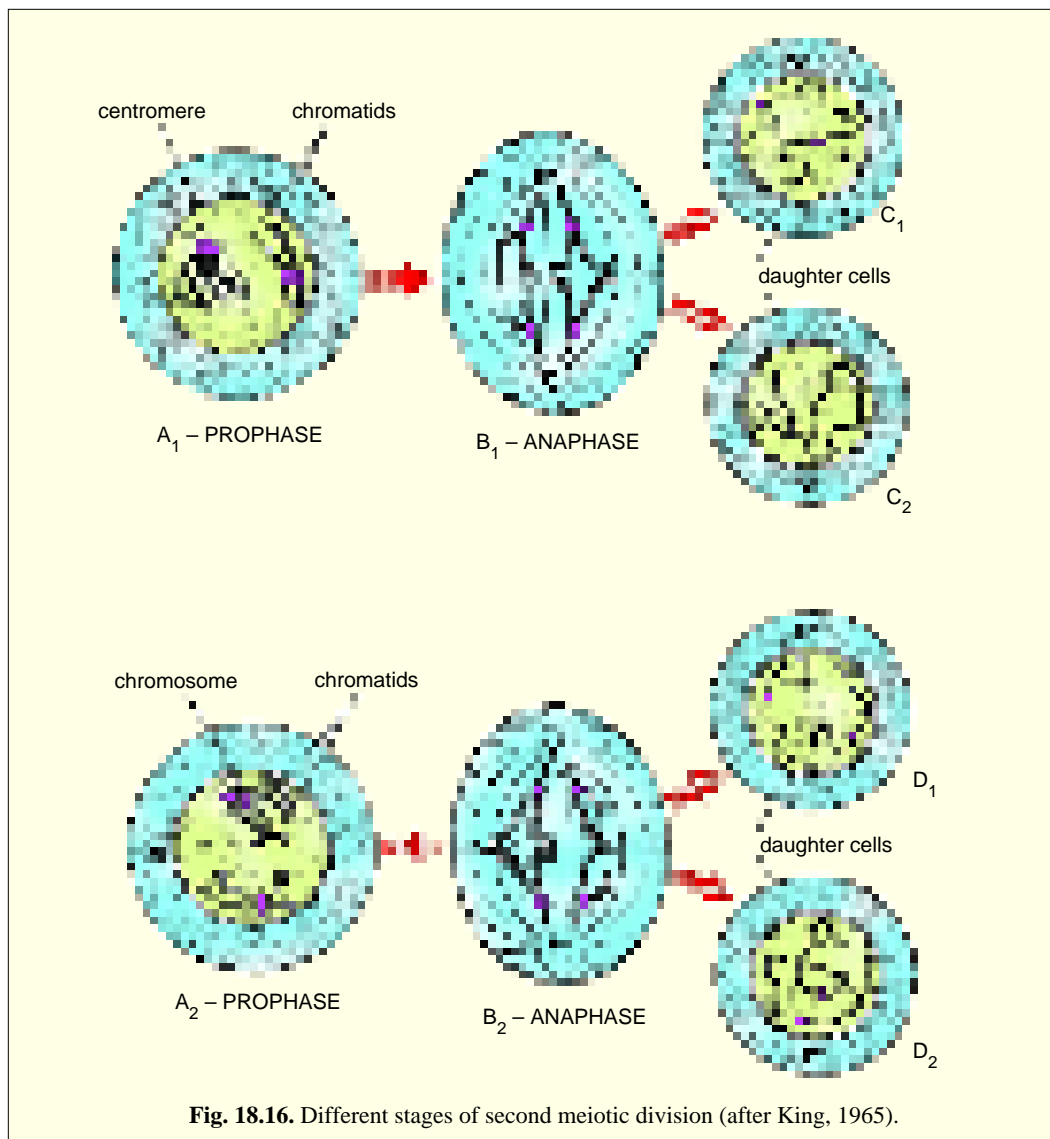 centromere chromatids
C1
daughter cells
A1 – PROPHASE B1 – ANAPHASE
C2
chromosome chromatids
D1
daughter cells
A2 – PROPHASE B2 – ANAPHASE
D2
Fig. 18.16. Different stages of second meiotic division (after King, 1965).